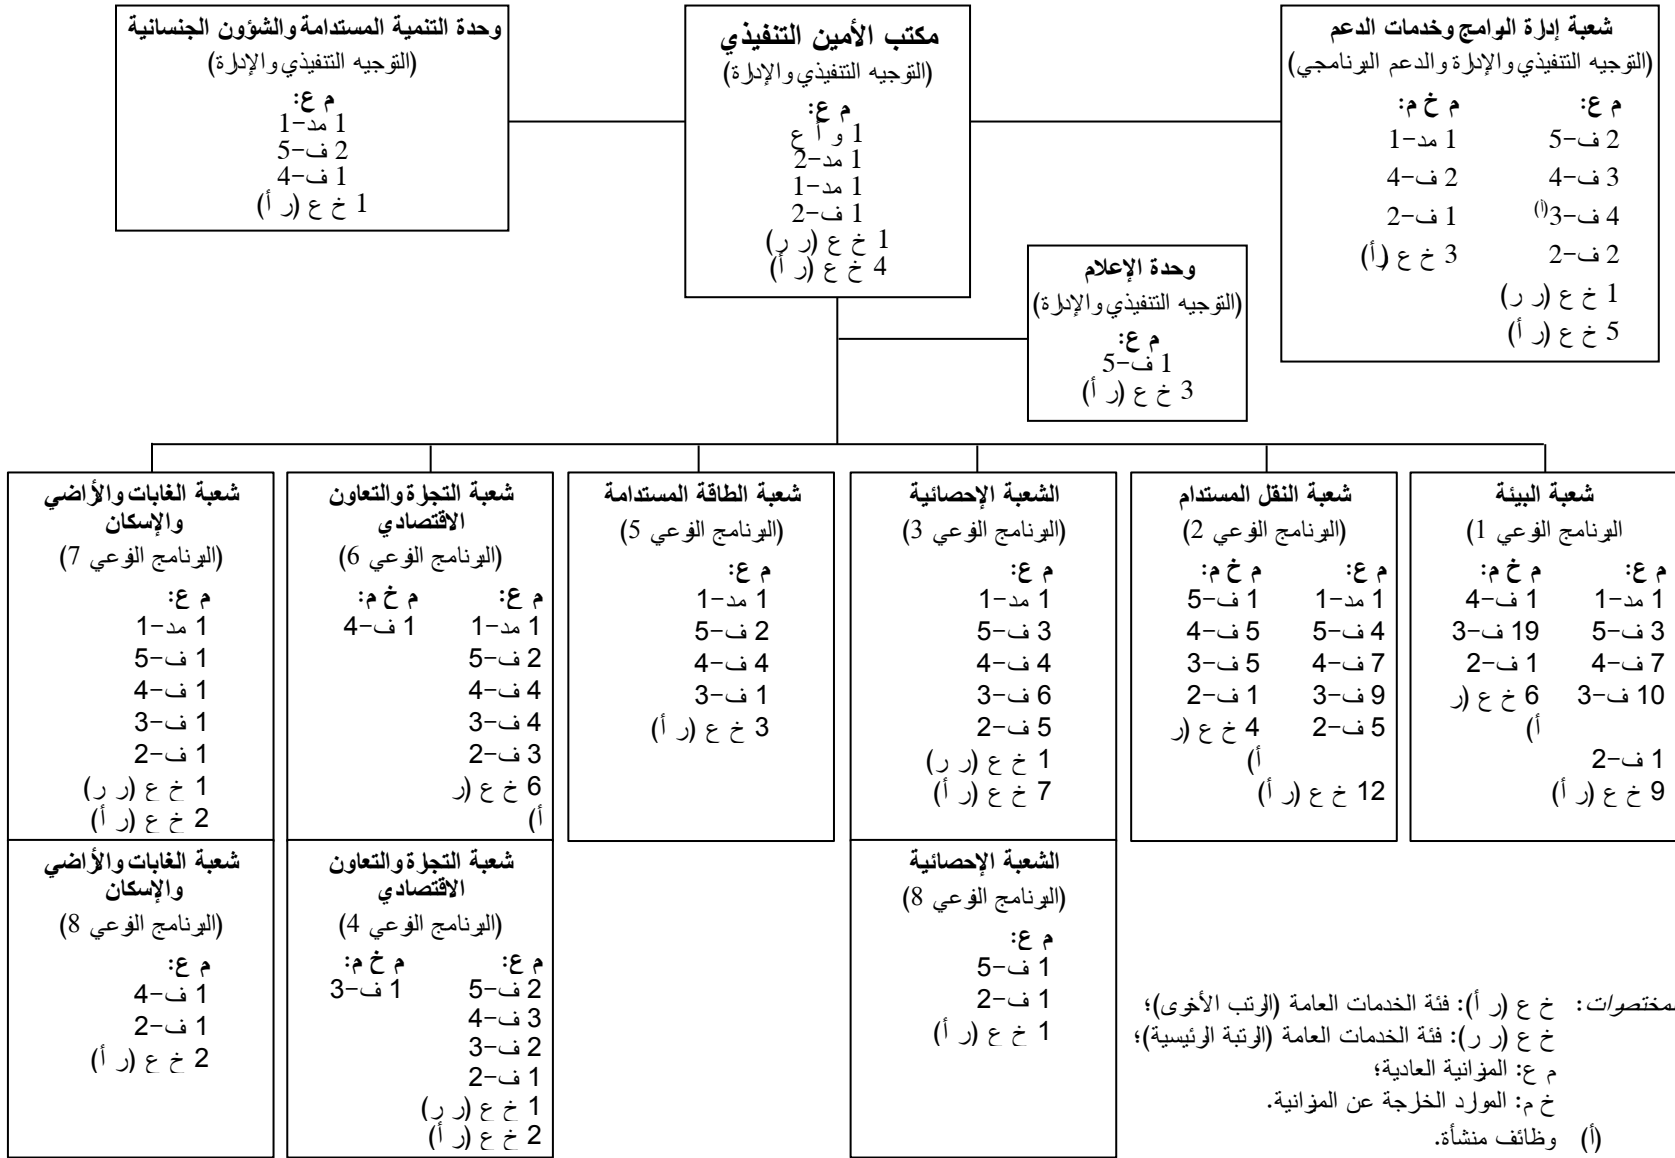 شعبة إدارة البرامج وخدمات الدعم
(التوجيه التنفيذي والإدارة والدعم البرنامجي)
م ع: م خ م:
2 ف-5 1 مد-1
3 ف-4 2 ف-4
4 ف-3(أ) 1 ف-2
2 ف-2 3 خ ع (ر أ)
1 خ ع (ر ر)
5 خ ع (ر أ)
مكتب الأمين التنفيذي
(التوجيه التنفيذي والإدارة)
م ع:
1 و أ ع
1 مد-2
1 مد-1
1 ف-2
1 خ ع (ر ر)
4 خ ع (ر أ)
وحدة التنمية المستدامة والشؤون الجنسانية
(التوجيه التنفيذي والإدارة)
م ع:
1 مد-1
2 ف-5
1 ف-4
1 خ ع (ر أ)
وحدة الإعلام
(التوجيه التنفيذي والإدارة)
م ع:
1 ف-5
3 خ ع (ر أ)
شعبة البيئة
البرنامج الفرعي 1)
م ع: م خ م:
1 مد-1 1 ف-4
3 ف-5 19 ف-3
7 ف-4 1 ف-2
10 ف-3 6 خ ع (ر
أ)
1 ف-2
9 خ ع (ر أ)
شعبة النقل المستدام
(البرنامج الفرعي 2)
م ع: م خ م:
1 مد-1 1 ف-5
4 ف-5 5 ف-4
7 ف-4 5 ف-3
9 ف-3 1 ف-2
5 ف-2 4 خ ع (ر
أ)
12 خ ع (ر أ)
الشعبة الإحصائية
(البرنامج الفرعي 3)
م ع:
1 مد-1
3 ف-5
4 ف-4
6 ف-3
5 ف-2
1 خ ع (ر ر)
7 خ ع (ر أ)
شعبة الطاقة المستدامة
(البرنامج الفرعي 5)
م ع:
1 مد-1
2 ف-5
4 ف-4
1 ف-3
3 خ ع (ر أ)
شعبة التجارة والتعاون
الاقتصادي
(البرنامج الفرعي 6)
م ع: م خ م:
1 مد-1 1 ف-4
2 ف-5
4 ف-4
4 ف-3
3 ف-2
6 خ ع (ر
أ)
شعبة الغابات والأراضي
والإسكان
(البرنامج الفرعي 7)
م ع:
1 مد-1
1 ف-5
1 ف-4
1 ف-3
1 ف-2
1 خ ع (ر ر)
2 خ ع (ر أ)
الشعبة الإحصائية
(البرنامج الفرعي 8)
م ع:
1 ف-5
1 ف-2
1 خ ع (ر أ)
شعبة التجارة والتعاون
الاقتصادي
(البرنامج الفرعي 4)
م ع: م خ م:
2 ف-5 1 ف-3
3 ف-4
2 ف-3
1 ف-2
1 خ ع (ر ر)
2 خ ع (ر أ)
شعبة الغابات والأراضي
والإسكان
(البرنامج الفرعي 8)
م ع:
1 ف-4
1 ف-2
2 خ ع (ر أ)
المختصرات: خ ع (ر أ): فئة الخدمات العامة (الرتب الأخرى)؛
خ ع (ر ر): فئة الخدمات العامة (الرتبة الرئيسية)؛
م ع: الميزانية العادية؛
خ م: الموارد الخارجة عن الميزانية.
(أ) وظائف منشأة.